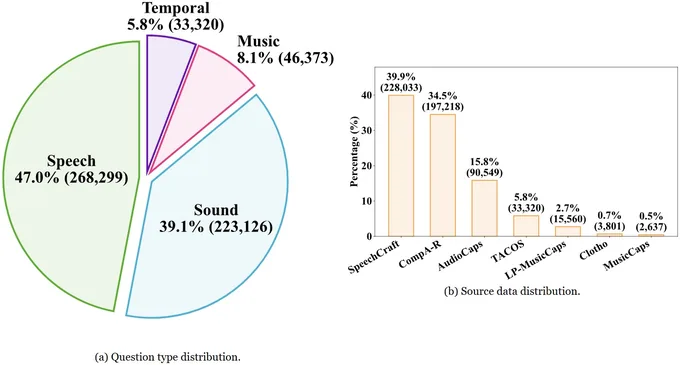 Temporal
5.8% (33,320)
Music
8.1% (46,373)
Speech
47.0% (268,299)
Sound
39.1% (223,126)
(a) Question type distribution.
Percentage (%)
40
30
20
10
0
39.9%
(228,033)
34.5%
(197,218)
15.8%
(90,549)
5.8%
(33,320)
2.7%
(15,560)
0.7%
(3,801)
0.5%
(2,637)
SpeechCraft
CompA-R
AudioCaps
TACOS
LP-MusicCaps
Clotho
MusicCaps
(b) Source data distribution.